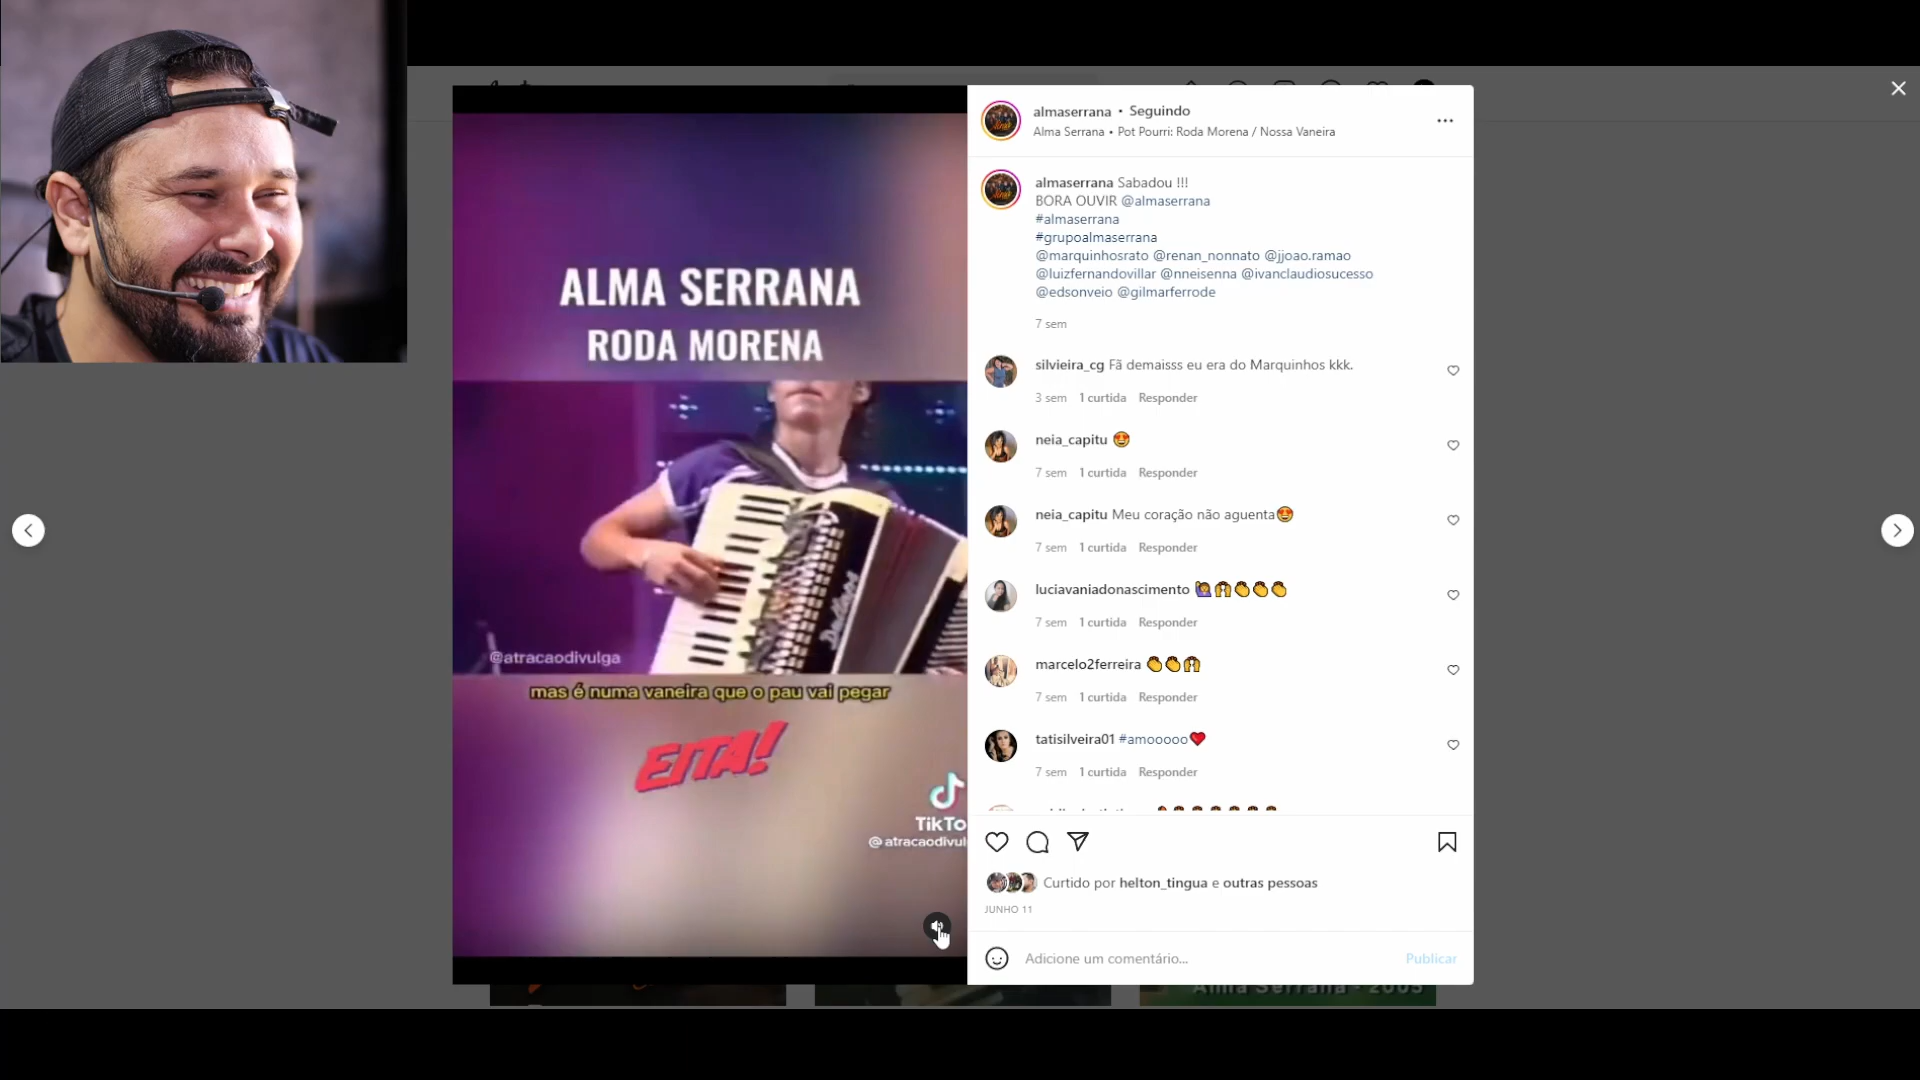 ALMA SERRANA
RODA MORENA
@atracaodivulga
mas é numa vaneira que o pau vai pegar
EITA!
TikTo
@atracaodivul
almaserrana • Seguindo
Alma Serrana • Pot Pourri: Roda Morena / Nossa Vaneira
almaserrana Sabadou !!!
BORA OUVIR @almaserrana
#almaserrana
#grupoalmaserrana
@marquinhosrato @renan_nonnato @jjoao.ramao
@luizfernandovillar @nneisenna @ivanclaudiosucesso
@edsonveio @gilmarferrode
7 sem
silvieira_cg Fã demaisss eu era do Marquinhos kkk.
3 sem 1 curtida Responder
neia_capitu 😍
7 sem 1 curtida Responder
neia_capitu Meu coração não aguenta😍
7 sem 1 curtida Responder
luciavaniadonascimento 🙋🙌👏👏👏
7 sem 1 curtida Responder
marcelo2ferreira 👏👏🙌
7 sem 1 curtida Responder
tatisilveira01 #amooooo❤️
7 sem 1 curtida Responder
Curtido por helton_tingua e outras pessoas
JUNHO 11
Adicione um comentário...
Publicar
Alma Serrana - 2005